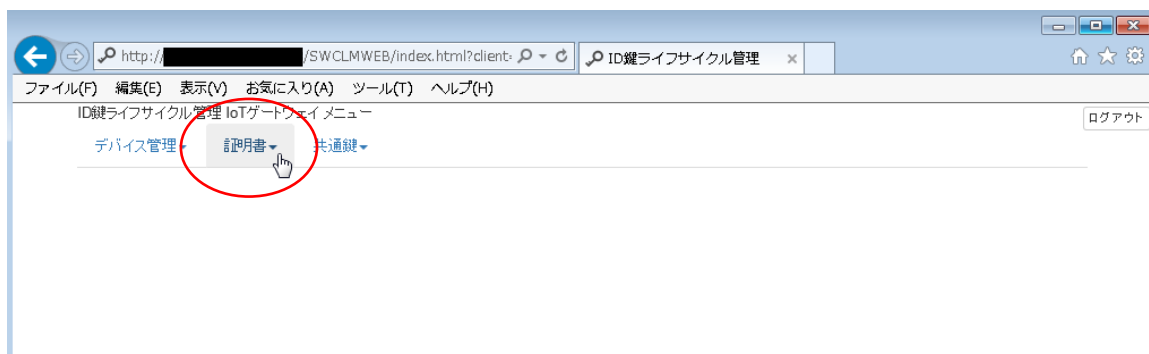 http:// /SWCLMWEB/index.html?client= ID鍵ライフサイクル管理
ファイル(F) 編集(E) 表示(V) お気に入り(A) ツール(T) ヘルプ(H)
ID鍵ライフサイクル管理 IoTゲートウェイ メニュー ログアウト
デバイス管理 証明書 共通鍵